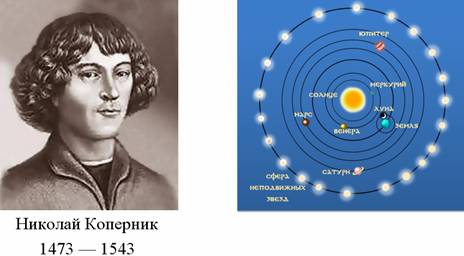 Николай Коперник
1473 — 1543
ЮПИТЕР
МЕРКУРИЙ
СОЛНЦЕ
ЛУНА
МАРС
ЗЕМЛЯ
ВЕНЕРА
САТУРН
СФЕРА
НЕПОДВИЖНЫХ
ЗВЕЗД